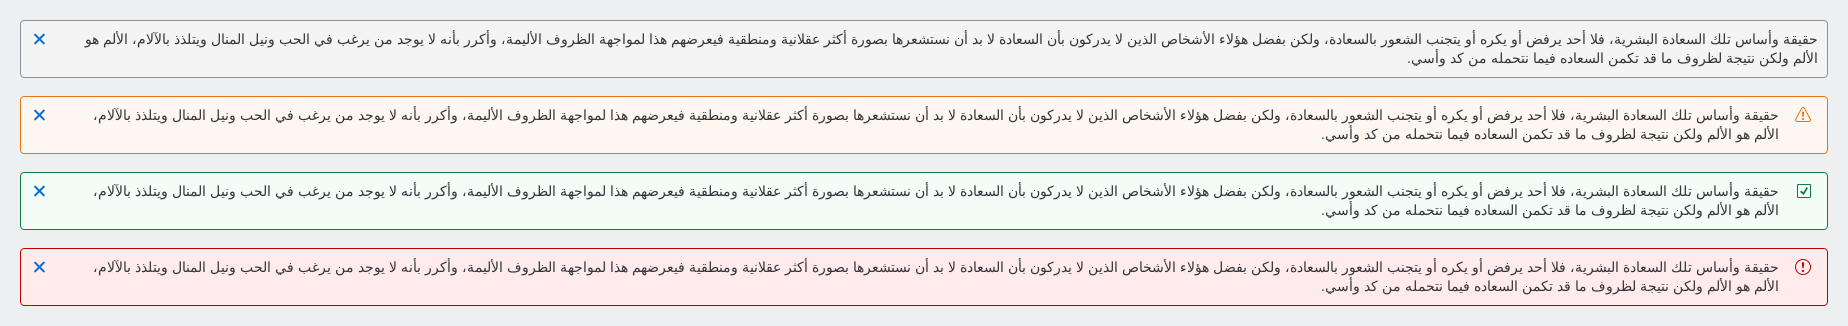 حقيقة وأساس تلك السعادة البشرية، فلا أحد يرفض أو يكره أو يتجنب الشعور بالسعادة، ولكن بفضل هؤلاء الأشخاص الذين لا يدركون بأن السعادة لا بد أن نستشعرها بصورة أكثر عقلانية ومنطقية فيعرضهم هذا لمواجهة الظروف الأليمة، وأكرر بأنه لا يوجد من يرغب في الحب ونيل المنال ويتلذذ بالآلام، الألم هو
الألم ولكن نتيجة لظروف ما قد تكمن السعاده فيما نتحمله من كد وأسي.
حقيقة وأساس تلك السعادة البشرية، فلا أحد يرفض أو يكره أو يتجنب الشعور بالسعادة، ولكن بفضل هؤلاء الأشخاص الذين لا يدركون بأن السعادة لا بد أن نستشعرها بصورة أكثر عقلانية ومنطقية فيعرضهم هذا لمواجهة الظروف الأليمة، وأكرر بأنه لا يوجد من يرغب في الحب ونيل المنال ويتلذذ بالآلام،
الألم هو الألم ولكن نتيجة لظروف ما قد تكمن السعاده فيما نتحمله من كد وأسي.
حقيقة وأساس تلك السعادة البشرية، فلا أحد يرفض أو يكره أو يتجنب الشعور بالسعادة، ولكن بفضل هؤلاء الأشخاص الذين لا يدركون بأن السعادة لا بد أن نستشعرها بصورة أكثر عقلانية ومنطقية فيعرضهم هذا لمواجهة الظروف الأليمة، وأكرر بأنه لا يوجد من يرغب في الحب ونيل المنال ويتلذذ بالآلام،
الألم هو الألم ولكن نتيجة لظروف ما قد تكمن السعاده فيما نتحمله من كد وأسي.
حقيقة وأساس تلك السعادة البشرية، فلا أحد يرفض أو يكره أو يتجنب الشعور بالسعادة، ولكن بفضل هؤلاء الأشخاص الذين لا يدركون بأن السعادة لا بد أن نستشعرها بصورة أكثر عقلانية ومنطقية فيعرضهم هذا لمواجهة الظروف الأليمة، وأكرر بأنه لا يوجد من يرغب في الحب ونيل المنال ويتلذذ بالآلام،
الألم هو الألم ولكن نتيجة لظروف ما قد تكمن السعاده فيما نتحمله من كد وأسي.